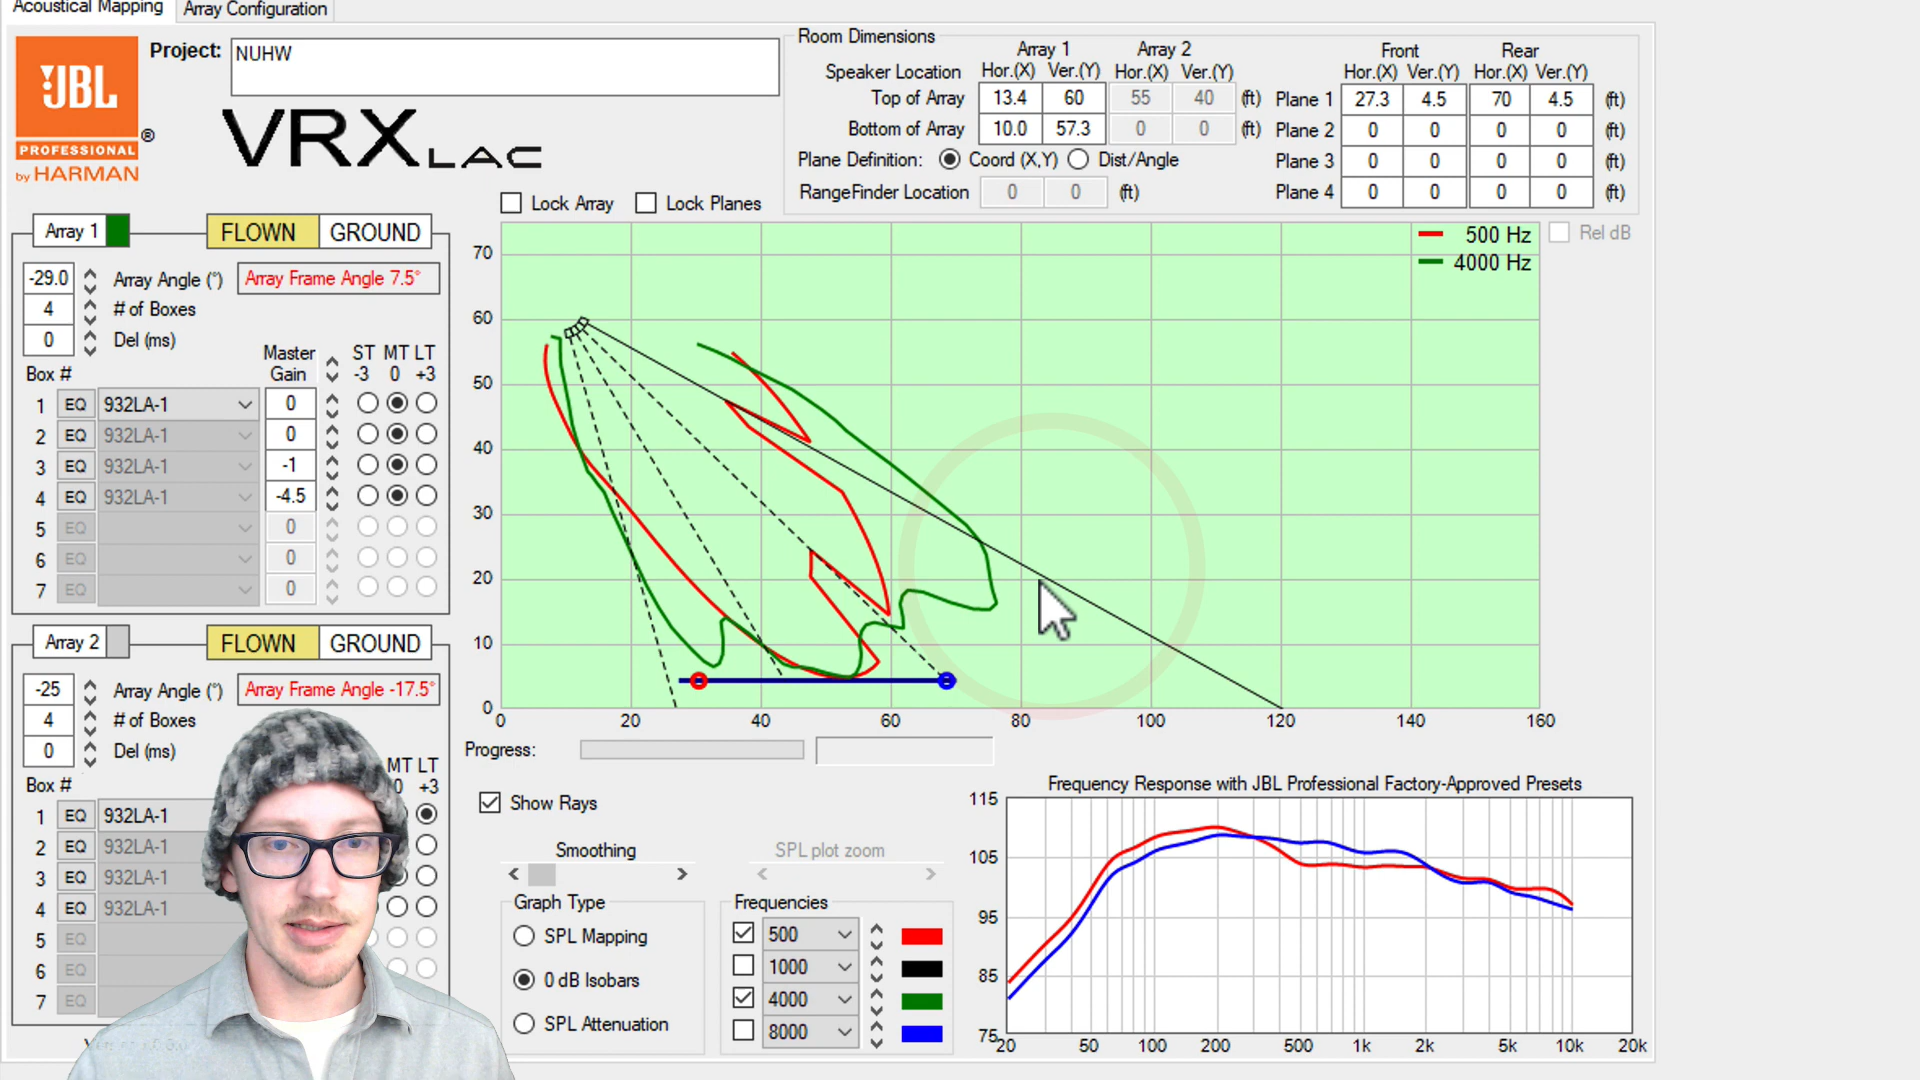 Acoustical Mapping
Array Configuration
JBL
PROFESSIONAL
by HARMAN
®
Project:
NUHW
VRX LAC
Room Dimensions
Array 1 Array 2
Speaker Location Hor.(X) Ver.(Y) Hor.(X) Ver.(Y)
Top of Array 13.4 60 55 40 (ft)
Bottom of Array 10.0 57.3 0 0 (ft)
Plane Definition: Coord (X,Y) Dist/Angle
RangeFinder Location 0 0 (ft)
Front Rear
Hor.(X) Ver.(Y) Hor.(X) Ver.(Y)
Plane 1 27.3 4.5 70 4.5 (ft)
Plane 2 0 0 0 0 (ft)
Plane 3 0 0 0 0 (ft)
Plane 4 0 0 0 0 (ft)
Lock Array Lock Planes
Array 1 FLOWN GROUND
-29.0 Array Angle (°) Array Frame Angle 7.5°
4 # of Boxes
0 Del (ms)
Master ST MT LT
Box # Gain -3 0 +3
1 EQ 932LA-1 0
2 EQ 932LA-1 0
3 EQ 932LA-1 -1
4 EQ 932LA-1 -4.5
5 EQ 0
6 EQ 0
7 EQ 0
Array 2 FLOWN GROUND
-25 Array Angle (°) Array Frame Angle -17.5°
4 # of Boxes
0 Del (ms)
MT LT
Box # 0 +3
1 EQ 932LA-1
2 EQ 932LA-1
3 EQ 932LA-1
4 EQ 932LA-1
5 EQ
6 EQ
7 EQ
500 Hz
4000 Hz
Rel dB
70
60
50
40
30
20
10
0
0 20 40 60 80 100 120 140 160
Progress:
Show Rays
Smoothing
SPL plot zoom
Graph Type
SPL Mapping
0 dB Isobars
SPL Attenuation
Frequencies
500
1000
4000
8000
Frequency Response with JBL Professional Factory-Approved Presets
115
105
95
85
75
20 50 100 200 500 1k 2k 5k 10k 20k